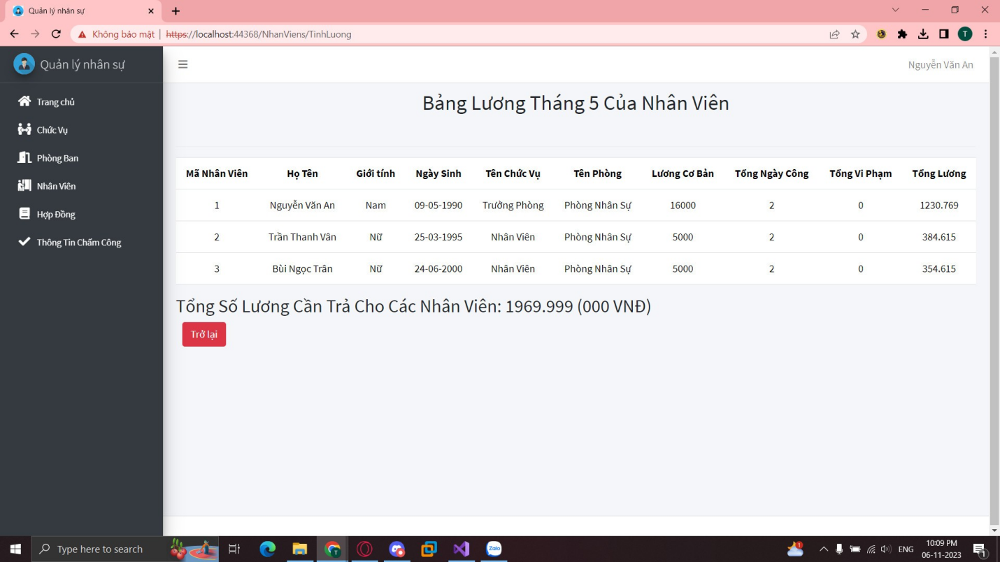 Quản lý nhân sự
Không bảo mật | https://localhost:44368/NhanViens/TinhLuong
T
Quản lý nhân sự
Nguyễn Văn An
Trang chủ
Chức Vụ
Phòng Ban
Nhân Viên
Hợp Đồng
Thông Tin Chấm Công
Bảng Lương Tháng 5 Của Nhân Viên
Mã Nhân Viên Họ Tên Giới tính Ngày Sinh Tên Chức Vụ Tên Phòng Lương Cơ Bản Tổng Ngày Công Tổng Vi Phạm Tổng Lương
1 Nguyễn Văn An Nam 09-05-1990 Trưởng Phòng Phòng Nhân Sự 16000 2 0 1230.769
2 Trần Thanh Vân Nữ 25-03-1995 Nhân Viên Phòng Nhân Sự 5000 2 0 384.615
3 Bùi Ngọc Trân Nữ 24-06-2000 Nhân Viên Phòng Nhân Sự 5000 2 0 354.615
Tổng Số Lương Cần Trả Cho Các Nhân Viên: 1969.999 (000 VNĐ)
Trở lại
Type here to search
T
Zalo
1
ENG
10:09 PM
06-11-2023
1